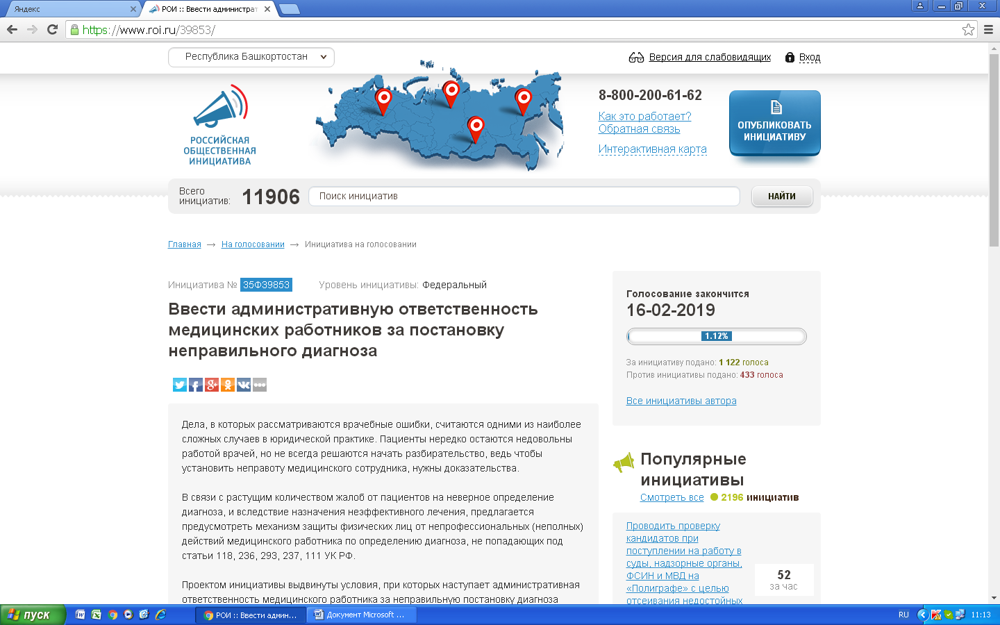 Яндекс
РОИ :: Ввести администрат
https://www.roi.ru/39853/
Республика Башкортостан
Версия для слабовидящих
Вход
РОССИЙСКАЯ
ОБЩЕСТВЕННАЯ
ИНИЦИАТИВА
8-800-200-61-62
Как это работает?
Обратная связь
Интерактивная карта
ОПУБЛИКОВАТЬ
ИНИЦИАТИВУ
Всего
инициатив:
11906
Поиск инициатив
НАЙТИ
Главная → На голосовании → Инициатива на голосовании
Инициатива № 35Ф39853 Уровень инициативы: Федеральный
Ввести административную ответственность
медицинских работников за постановку
неправильного диагноза
Дела, в которых рассматриваются врачебные ошибки, считаются одними из наиболее
сложных случаев в юридической практике. Пациенты нередко остаются недовольны
работой врачей, но не всегда решаются начать разбирательство, ведь чтобы
установить неправоту медицинского сотрудника, нужны доказательства.
В связи с растущим количеством жалоб от пациентов на неверное определение
диагноза, и вследствие назначения неэффективного лечения, предлагается
предусмотреть механизм защиты физических лиц от непрофессиональных (неполных)
действий медицинского работника по определению диагноза, не попадающих под
статьи 118, 236, 293, 237, 111 УК РФ.
Проектом инициативы выдвинуты условия, при которых наступает административная
ответственность медицинского работника за неправильную постановку диагноза
Голосование закончится
16-02-2019
1.12%
За инициативу подано: 1 122 голоса
Против инициативы подано: 433 голоса
Все инициативы автора
Популярные
инициативы
Смотреть все 2196 инициатив
Проводить проверку
кандидатов при
поступлении на работу в
суды, надзорные органы,
ФСИН и МВД на
«Полиграфе» с целью
отсеивания недостойных
52
за час
пуск
РОИ :: Ввести админ...
Документ Microsoft ...
RU
11:13